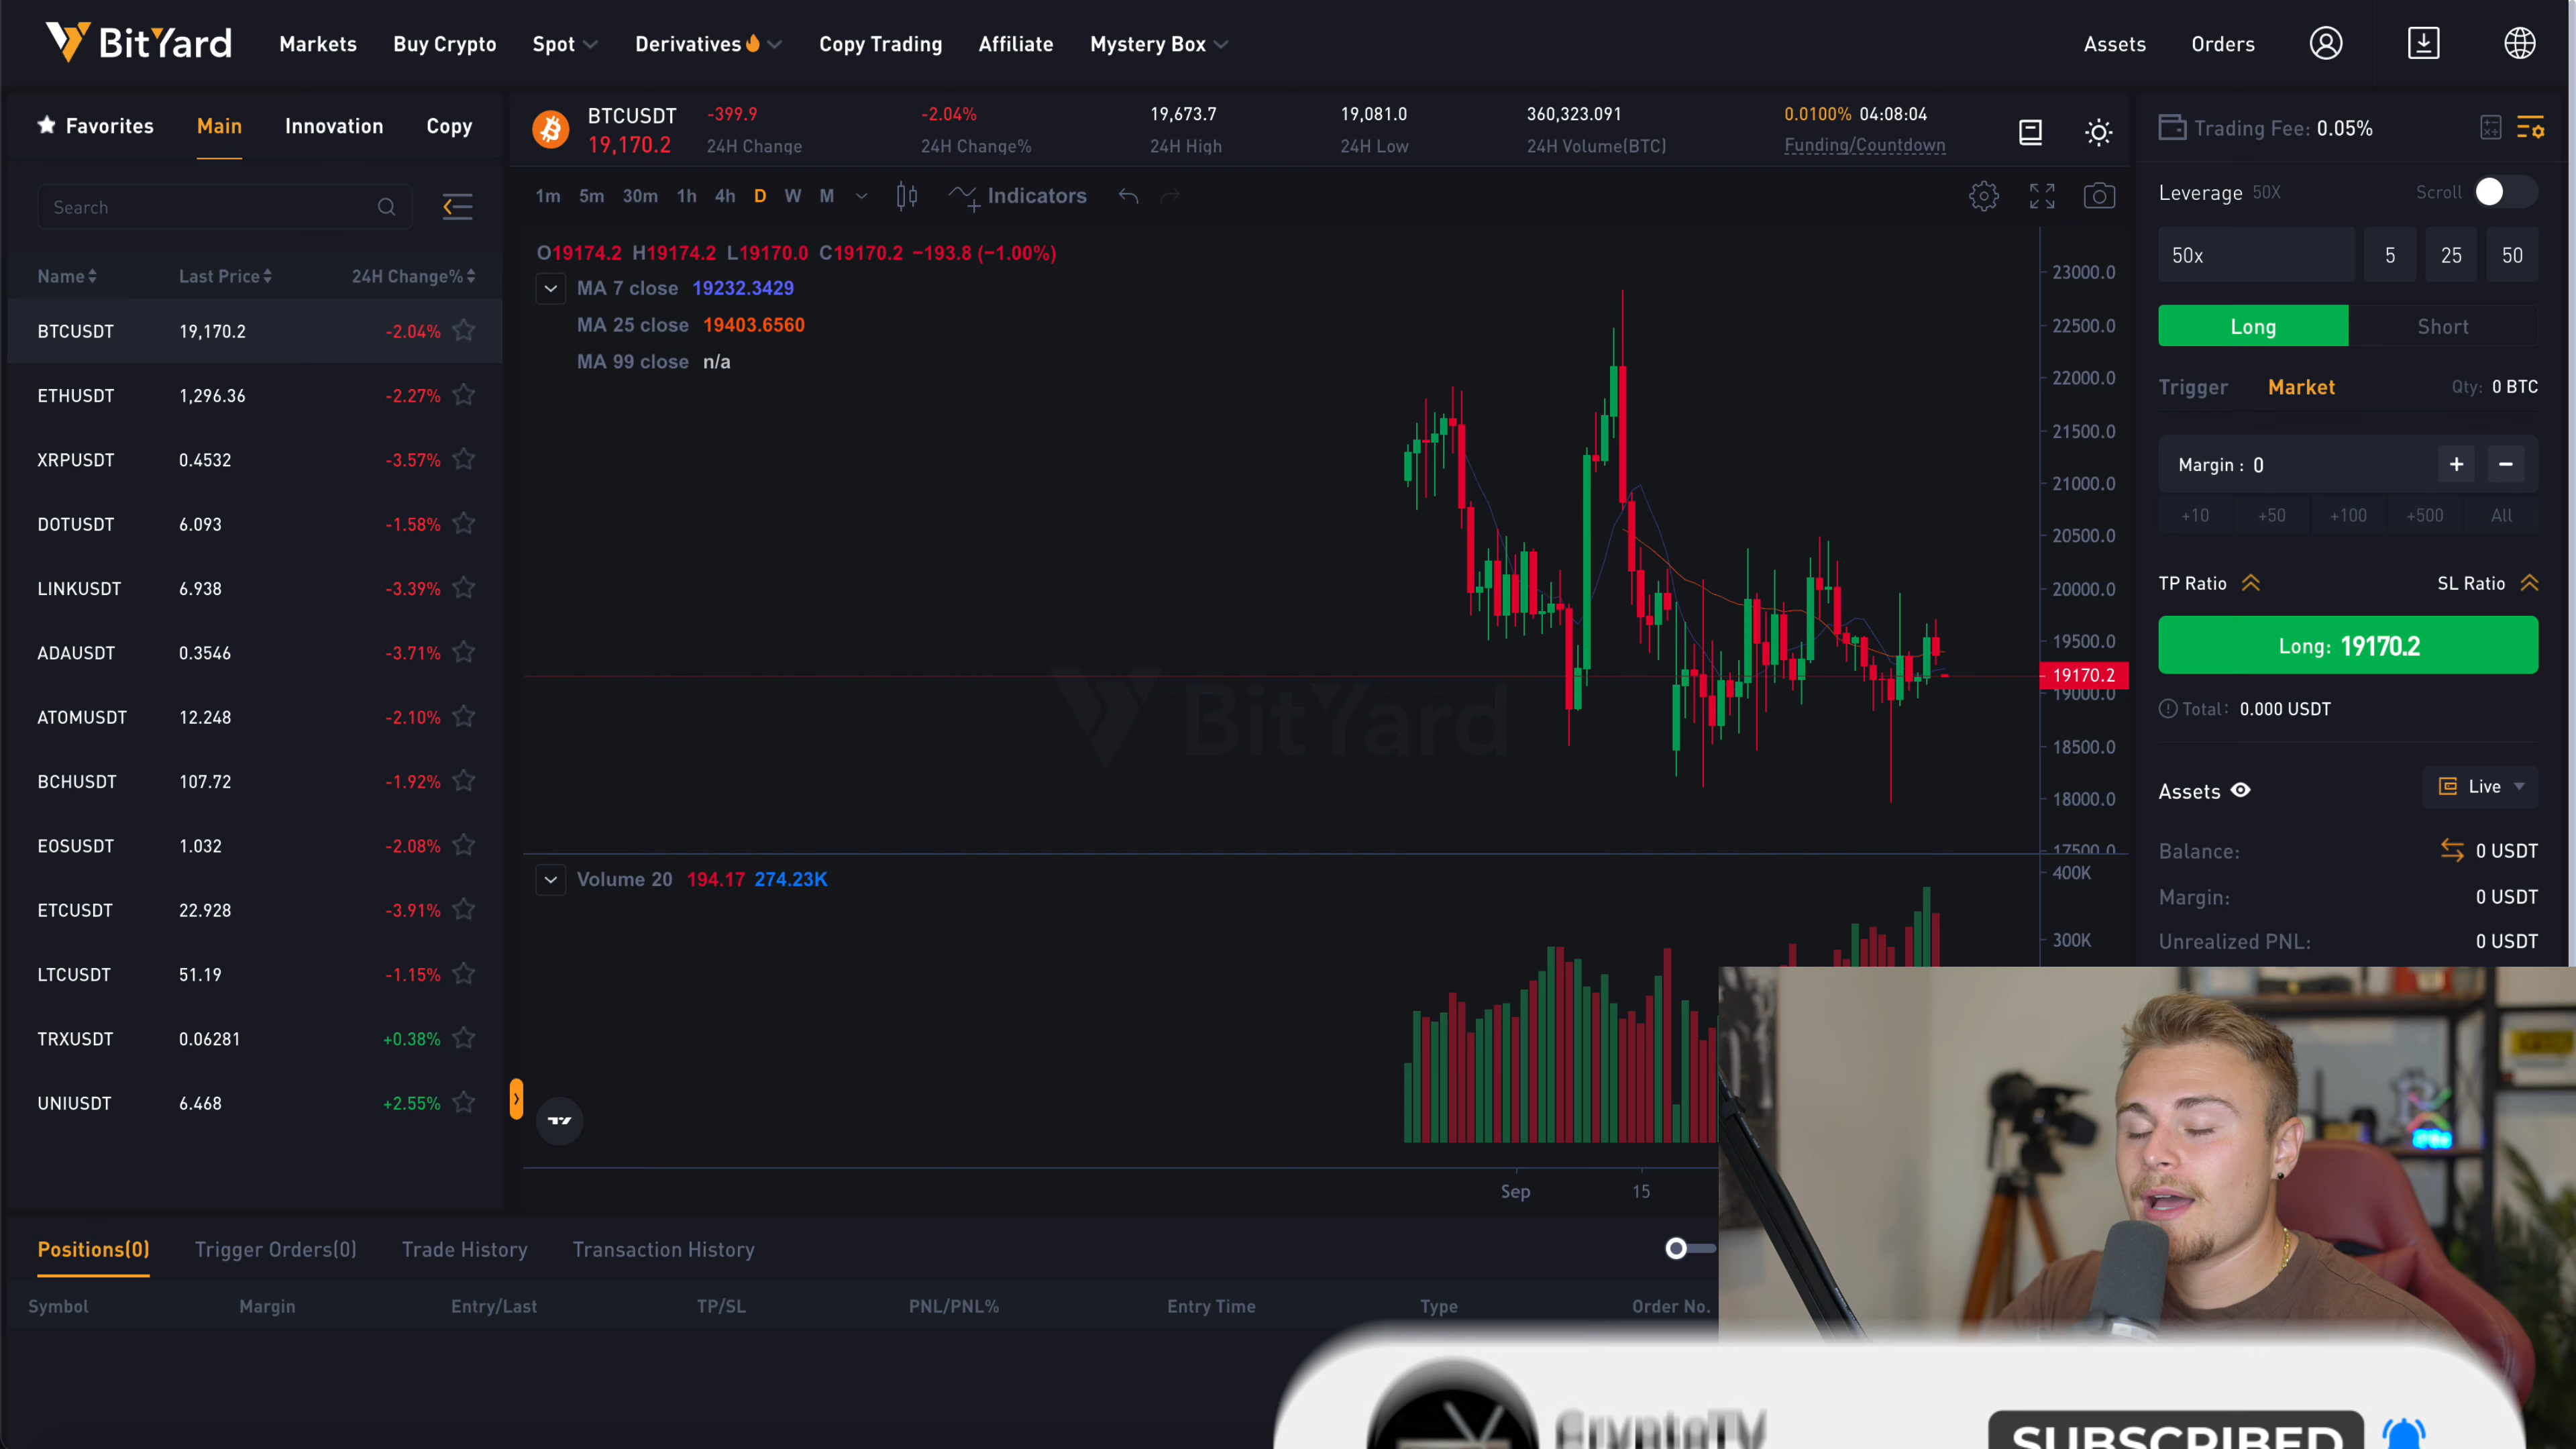 BitYard Markets Buy Crypto Spot Derivatives Copy Trading Affiliate Mystery Box Assets Orders
Favorites Main Innovation Copy
Search
Name Last Price 24H Change%
BTCUSDT 19,170.2 -2.04%
ETHUSDT 1,296.36 -2.27%
XRPUSDT 0.4532 -3.57%
DOTUSDT 6.093 -1.58%
LINKUSDT 6.938 -3.39%
ADAUSDT 0.3546 -3.71%
ATOMUSDT 12.248 -2.10%
BCHUSDT 107.72 -1.92%
EOSUSDT 1.032 -2.08%
ETCUSDT 22.928 -3.91%
LTCUSDT 51.19 -1.15%
TRXUSDT 0.06281 +0.38%
UNIUSDT 6.468 +2.55%
BTCUSDT -399.9 -2.04% 19,673.7 19,081.0 360,323.091 0.0100% 04:08:04
19,170.2 24H Change 24H Change% 24H High 24H Low 24H Volume(BTC) Funding/Countdown
1m 5m 30m 1h 4h D W M Indicators
O19174.2 H19174.2 L19170.0 C19170.2 −193.8 (−1.00%)
MA 7 close 19232.3429
MA 25 close 19403.6560
MA 99 close n/a
23000.0
22500.0
22000.0
21500.0
21000.0
20500.0
20000.0
19500.0
19170.2
19000.0
18500.0
18000.0
17500.0
BitYard
Volume 20 194.17 274.23K
400K
300K
Sep 15
Trading Fee: 0.05%
Leverage 50X Scroll
50x 5 25 50
Long Short
Trigger Market Qty: 0 BTC
Margin : 0 + −
+10 +50 +100 +500 All
TP Ratio SL Ratio
Long: 19170.2
Total: 0.000 USDT
Assets Live
Balance: 0 USDT
Margin: 0 USDT
Unrealized PNL: 0 USDT
Positions(0) Trigger Orders(0) Trade History Transaction History
Symbol Margin Entry/Last TP/SL PNL/PNL% Entry Time Type Order No.
CryptoTV SUBSCRIBED